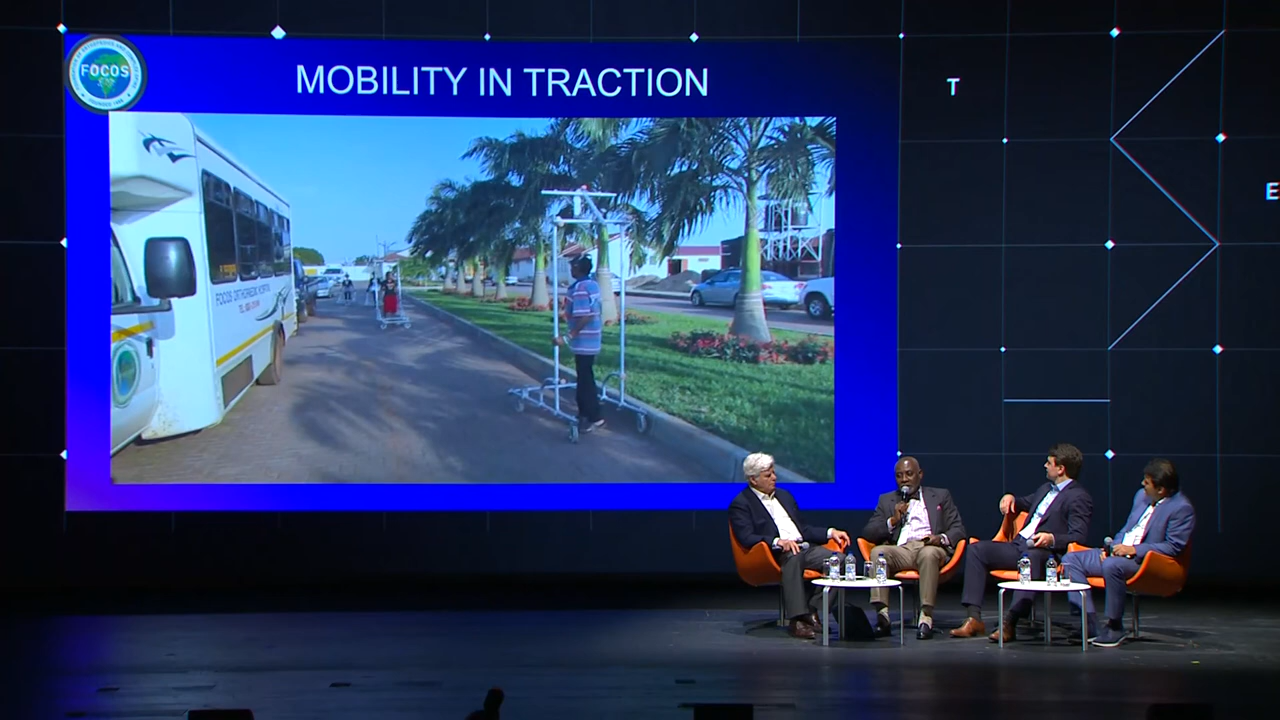 FOCOS
MOBILITY IN TRACTION
T
E
FOCOS ORTHOPAEDIC HOSPITAL